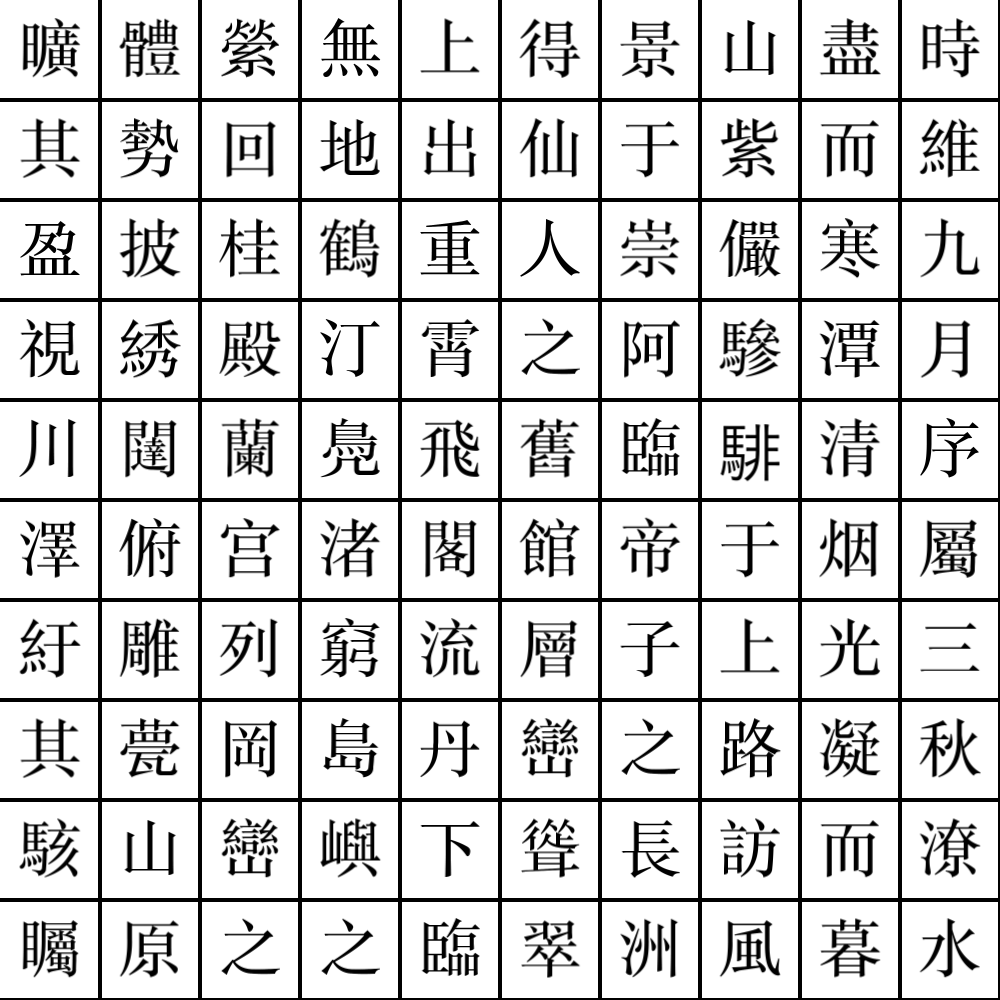 時維九月序屬三秋潦水
盡而寒潭清烟光凝而暮
山紫儼驂騑于上路訪風
景于崇阿臨帝子之長洲
得仙人之舊館層巒聳翠
上出重霄飛閣流丹下臨
無地鶴汀鳧渚窮島嶼之
縈回桂殿蘭宫列岡巒之
體勢披綉闥俯雕甍山原
曠其盈視川澤紆其駭矚